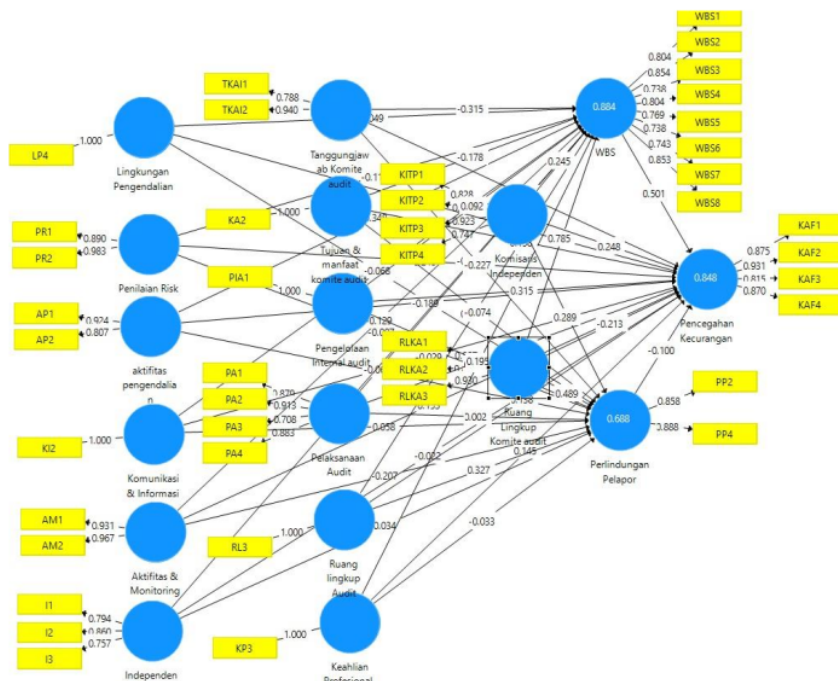 LP4
1.000
Lingkungan
Pengendalian
PR1
PR2
0.890
0.983
Penilaian Risk
AP1
AP2
0.924
0.807
aktifitas
pengendalia
n
KI2
1.000
Komunikasi
& Informasi
AM1
AM2
0.931
0.967
Aktifitas &
Monitoring
I1
I2
I3
0.794
0.860
0.757
Independen
TKAI1
TKAI2
0.788
0.940
Tanggungjaw
ab Komite
audit
KA2
1.000
Tujuan &
manfaat
komite audit
PIA1
1.000
Pengelolaan
Internal audit
PA1
PA2
PA3
PA4
0.879
0.913
0.708
0.883
Pelaksanaan
Audit
RL3
1.000
Ruang
lingkup
Audit
KP3
1.000
Keahlian
Profesional
KITP1
KITP2
KITP3
KITP4
0.828
0.923
0.747
Komisaris
Independen
RLKA1
RLKA2
RLKA3
0.930
Ruang
Lingkup
Komite audit
-0.315
-0.178
0.092
0.245
0.785
0.248
-0.227
-0.068
-0.189
0.315
-0.074
0.289
-0.213
0.129
-0.029
0.195
0.489
0.002
-0.058
-0.022
0.145
-0.207
0.327
0.034
-0.033
0.501
-0.100
0.884
WBS
WBS1
WBS2
WBS3
WBS4
WBS5
WBS6
WBS7
WBS8
0.804
0.854
0.738
0.804
0.769
0.738
0.743
0.853
0.848
Pencegahan
Kecurangan
KAF1
KAF2
KAF3
KAF4
0.875
0.931
0.815
0.870
0.688
Perlindungan
Pelapor
PP2
PP4
0.858
0.888